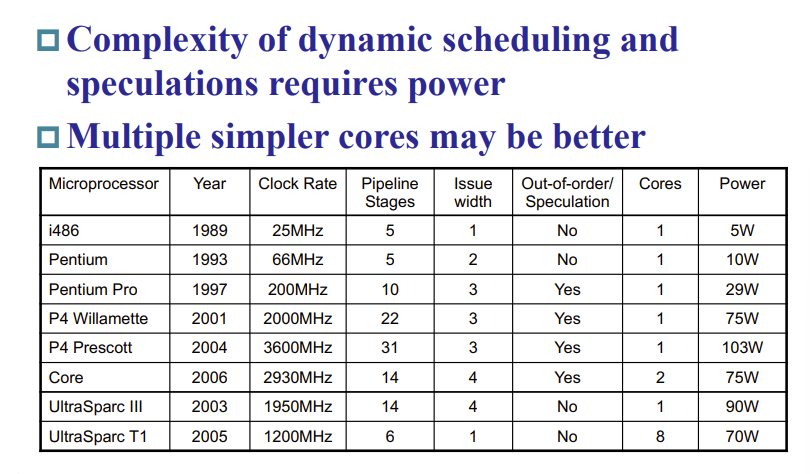 Complexity of dynamic scheduling and
speculations requires power
Multiple simpler cores may be better
Microprocessor Year Clock Rate Pipeline Stages Issue width Out-of-order/ Speculation Cores Power
i486 1989 25MHz 5 1 No 1 5W
Pentium 1993 66MHz 5 2 No 1 10W
Pentium Pro 1997 200MHz 10 3 Yes 1 29W
P4 Willamette 2001 2000MHz 22 3 Yes 1 75W
P4 Prescott 2004 3600MHz 31 3 Yes 1 103W
Core 2006 2930MHz 14 4 Yes 2 75W
UltraSparc III 2003 1950MHz 14 4 No 1 90W
UltraSparc T1 2005 1200MHz 6 1 No 8 70W